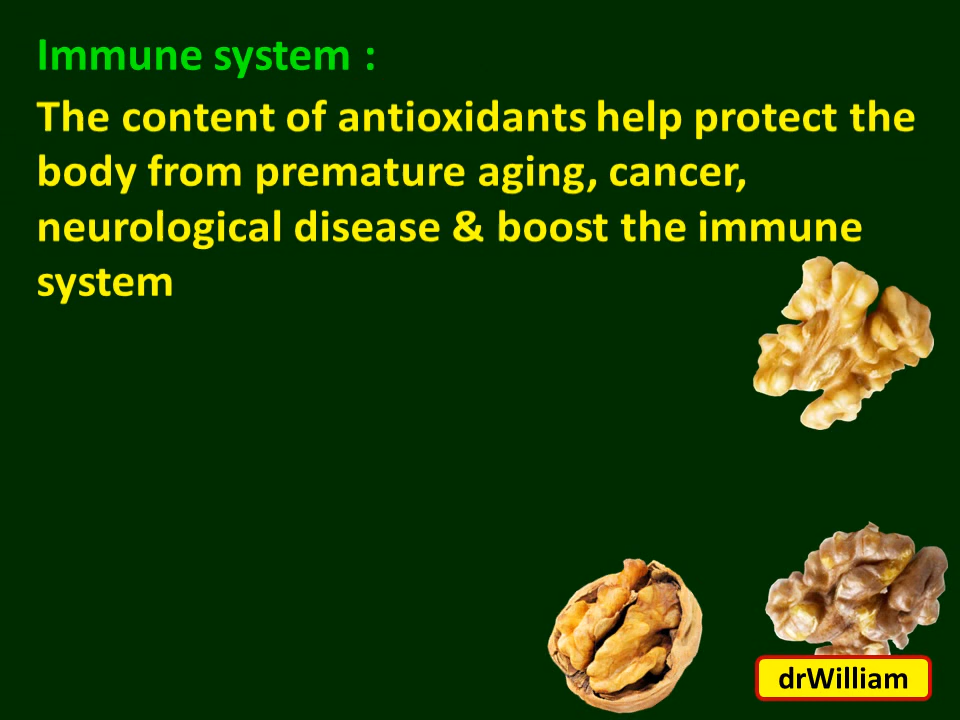 Immune system :
The content of antioxidants help protect the
body from premature aging, cancer,
neurological disease & boost the immune
system
drWilliam